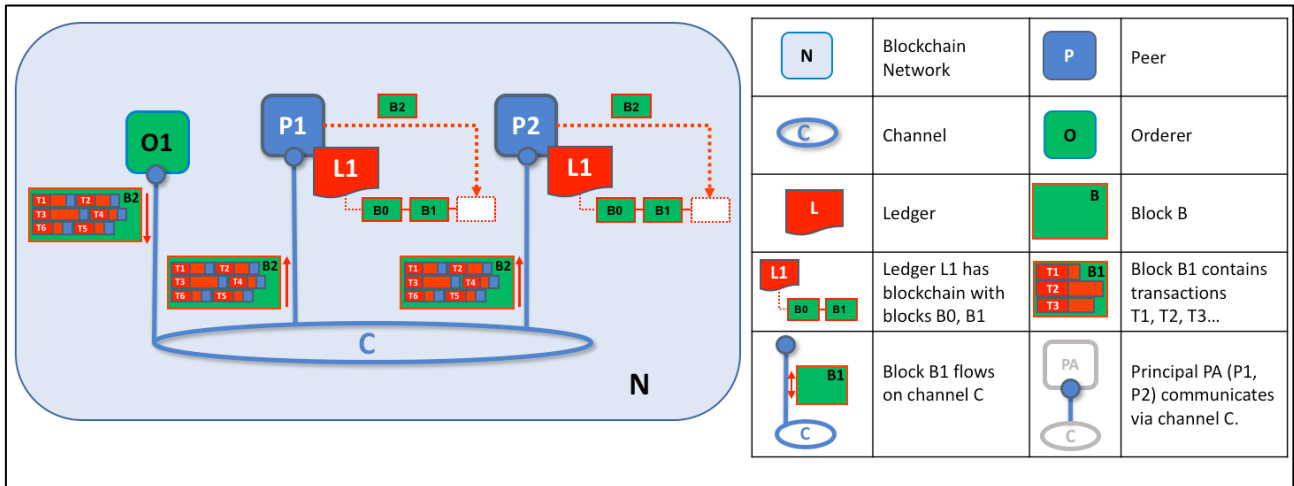 O1
B2
T1 T2
T3 T4
T6 T5
P1
B2
L1
B0 B1
B2
T1 T2
T3 T4
T6 T5
P2
B2
L1
B0 B1
B2
T1 T2
T3 T4
T6 T5
C
N
N
Blockchain
Network
P
Peer
C
Channel
O
Orderer
L
Ledger
B
Block B
L1
B0 B1
Ledger L1 has
blockchain with
blocks B0, B1
T1 B1
T2
T3
Block B1 contains
transactions
T1, T2, T3...
B1
C
Block B1 flows
on channel C
PA
C
Principal PA (P1,
P2) communicates
via channel C.